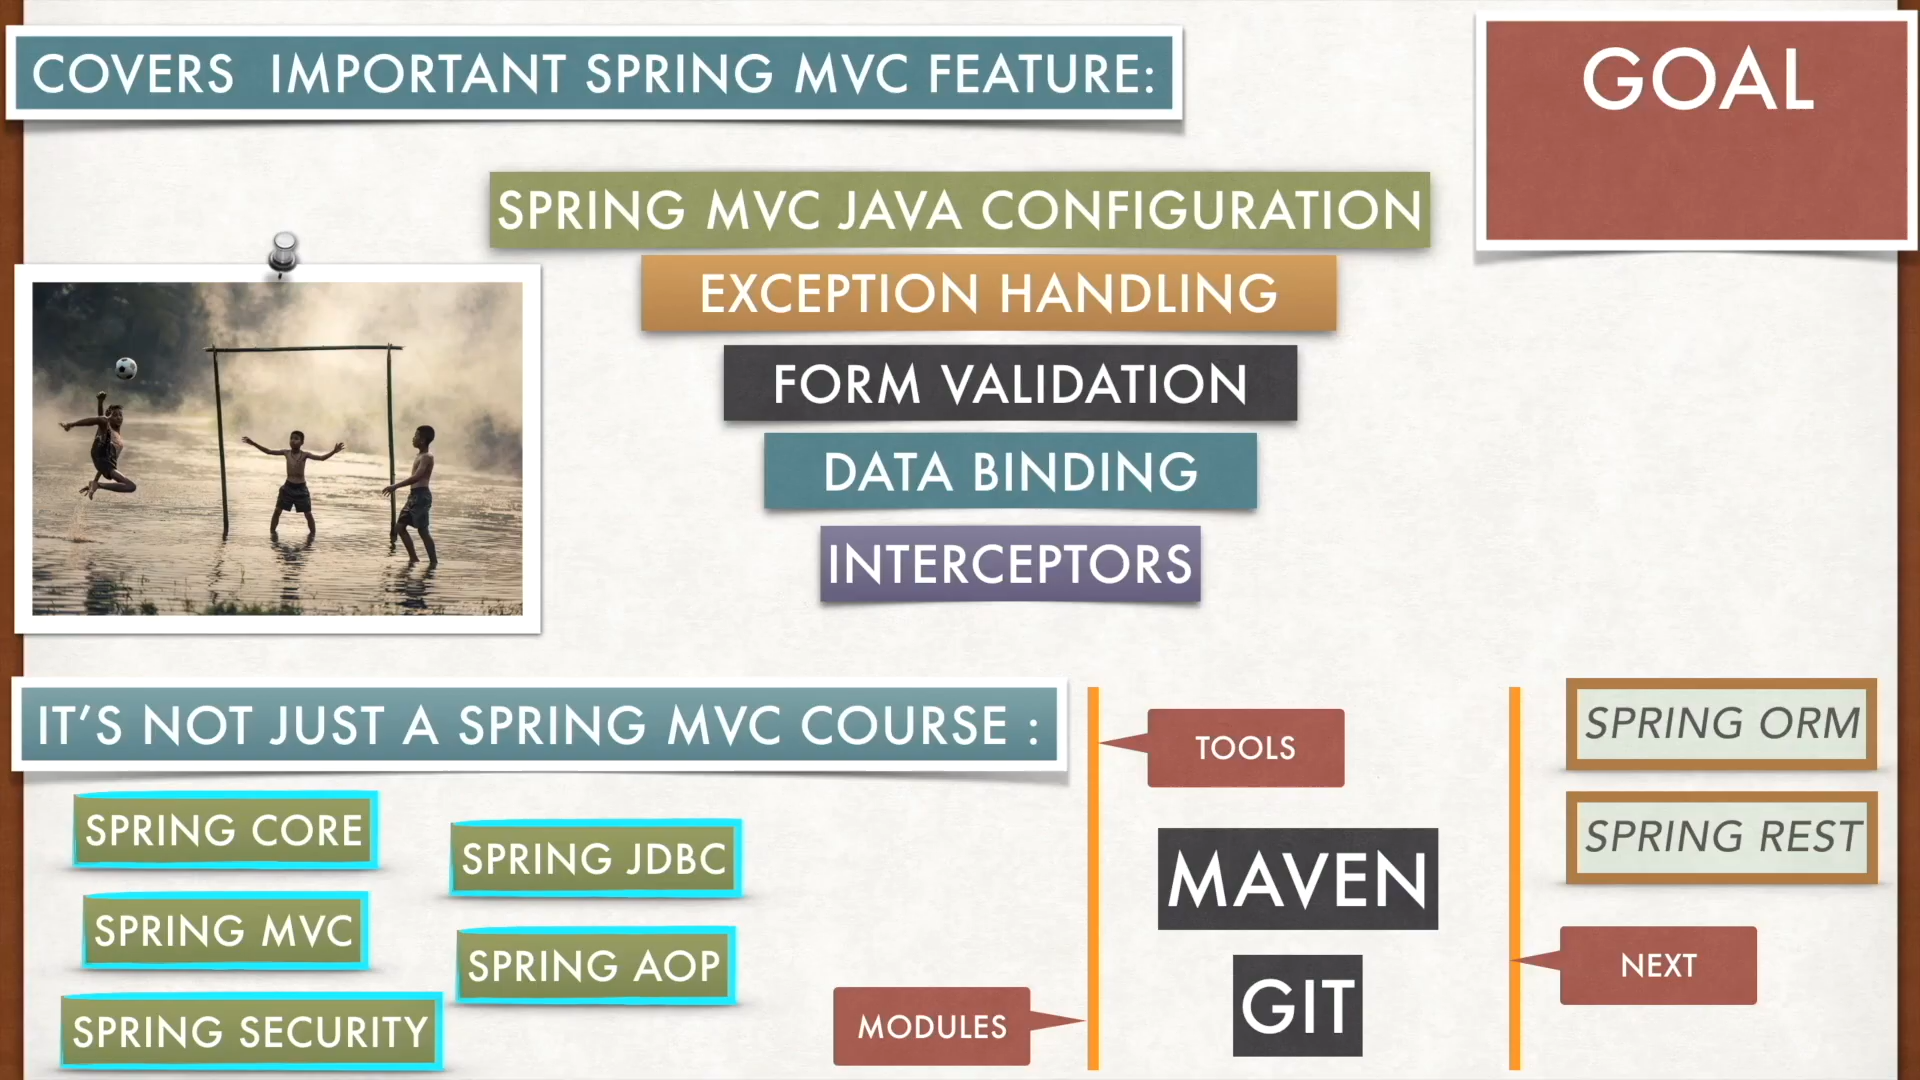 COVERS IMPORTANT SPRING MVC FEATURE:
GOAL
SPRING MVC JAVA CONFIGURATION
EXCEPTION HANDLING
FORM VALIDATION
DATA BINDING
INTERCEPTORS
IT'S NOT JUST A SPRING MVC COURSE :
SPRING CORE
SPRING JDBC
SPRING MVC
SPRING AOP
SPRING SECURITY
MODULES
TOOLS
MAVEN
GIT
SPRING ORM
SPRING REST
NEXT